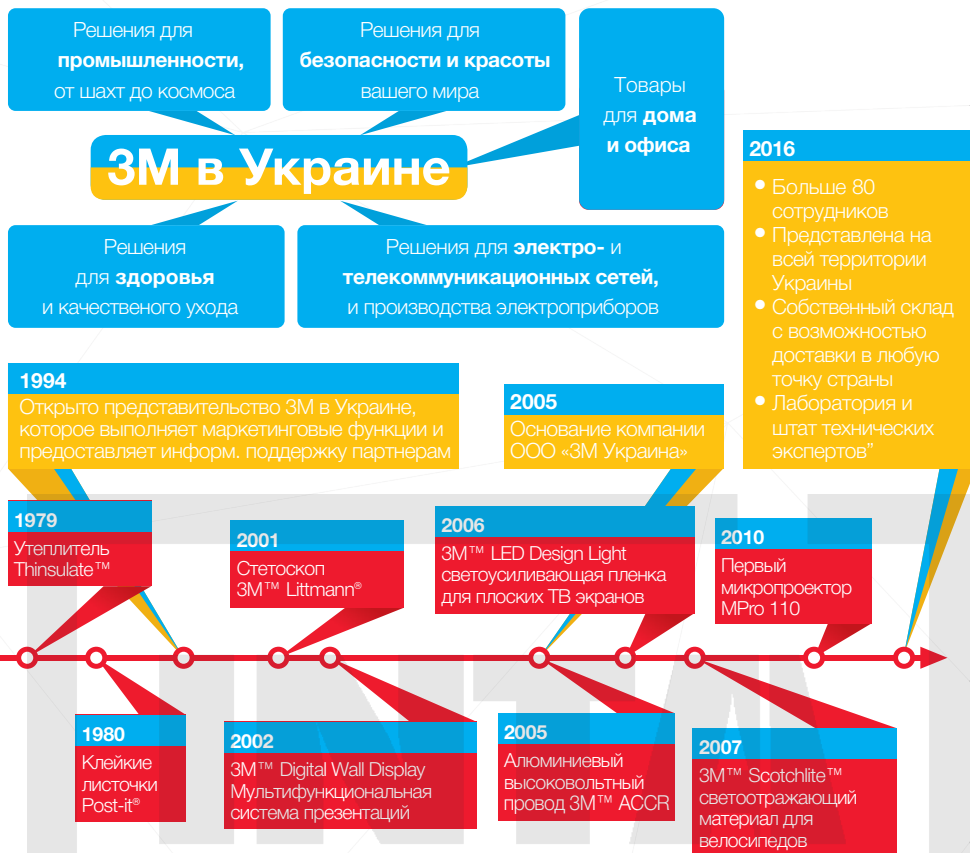 Решения для
промышленности,
от шахт до космоса
Решения для
безопасности и красоты
вашего мира
Товары
для дома
и офиса
3М в Украине
Решения
для здоровья
и качественого ухода
Решения для электро- и
телекоммуникационных сетей,
и производства электроприборов
2016
• Больше 80
сотрудников
• Представлена на
всей территории
Украины
• Собственный склад
с возможностью
доставки в любую
точку страны
• Лаборатория и
штат технических
экспертов”
1994
Открыто представительство 3М в Украине,
которое выполняет маркетинговые функции и
предоставляет информ. поддержку партнерам
2005
Основание компании
ООО «3М Украина»
1979
Утеплитель
Thinsulate™
2001
Стетоскоп
3M™ Littmann®
2006
3M™ LED Design Light
светоусиливающая пленка
для плоских ТВ экранов
2010
Первый
микропроектор
MPro 110
1980
Клейкие
листочки
Post-it®
2002
3M™ Digital Wall Display
Мультифункциональная
система презентаций
2005
Алюминиевый
высоковольтный
провод 3M™ ACCR
2007
3M™ Scotchlite™
светоотражающий
материал для
велосипедов